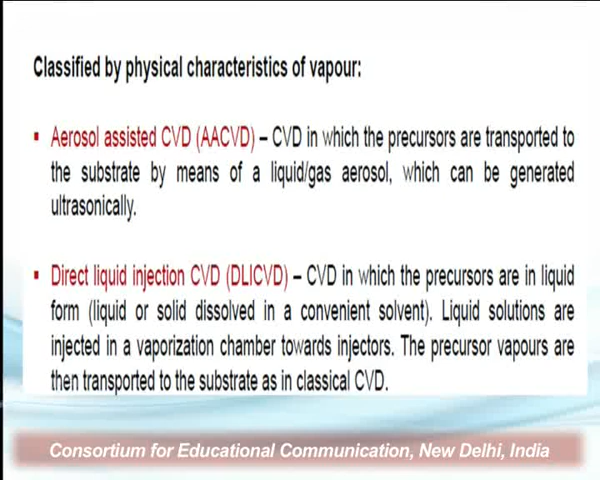 Classified by physical characteristics of vapour:
▪ Aerosol assisted CVD (AACVD) – CVD in which the precursors are transported to
the substrate by means of a liquid/gas aerosol, which can be generated
ultrasonically.
▪ Direct liquid injection CVD (DLICVD) – CVD in which the precursors are in liquid
form (liquid or solid dissolved in a convenient solvent). Liquid solutions are
injected in a vaporization chamber towards injectors. The precursor vapours are
then transported to the substrate as in classical CVD.
Consortium for Educational Communication, New Delhi, India